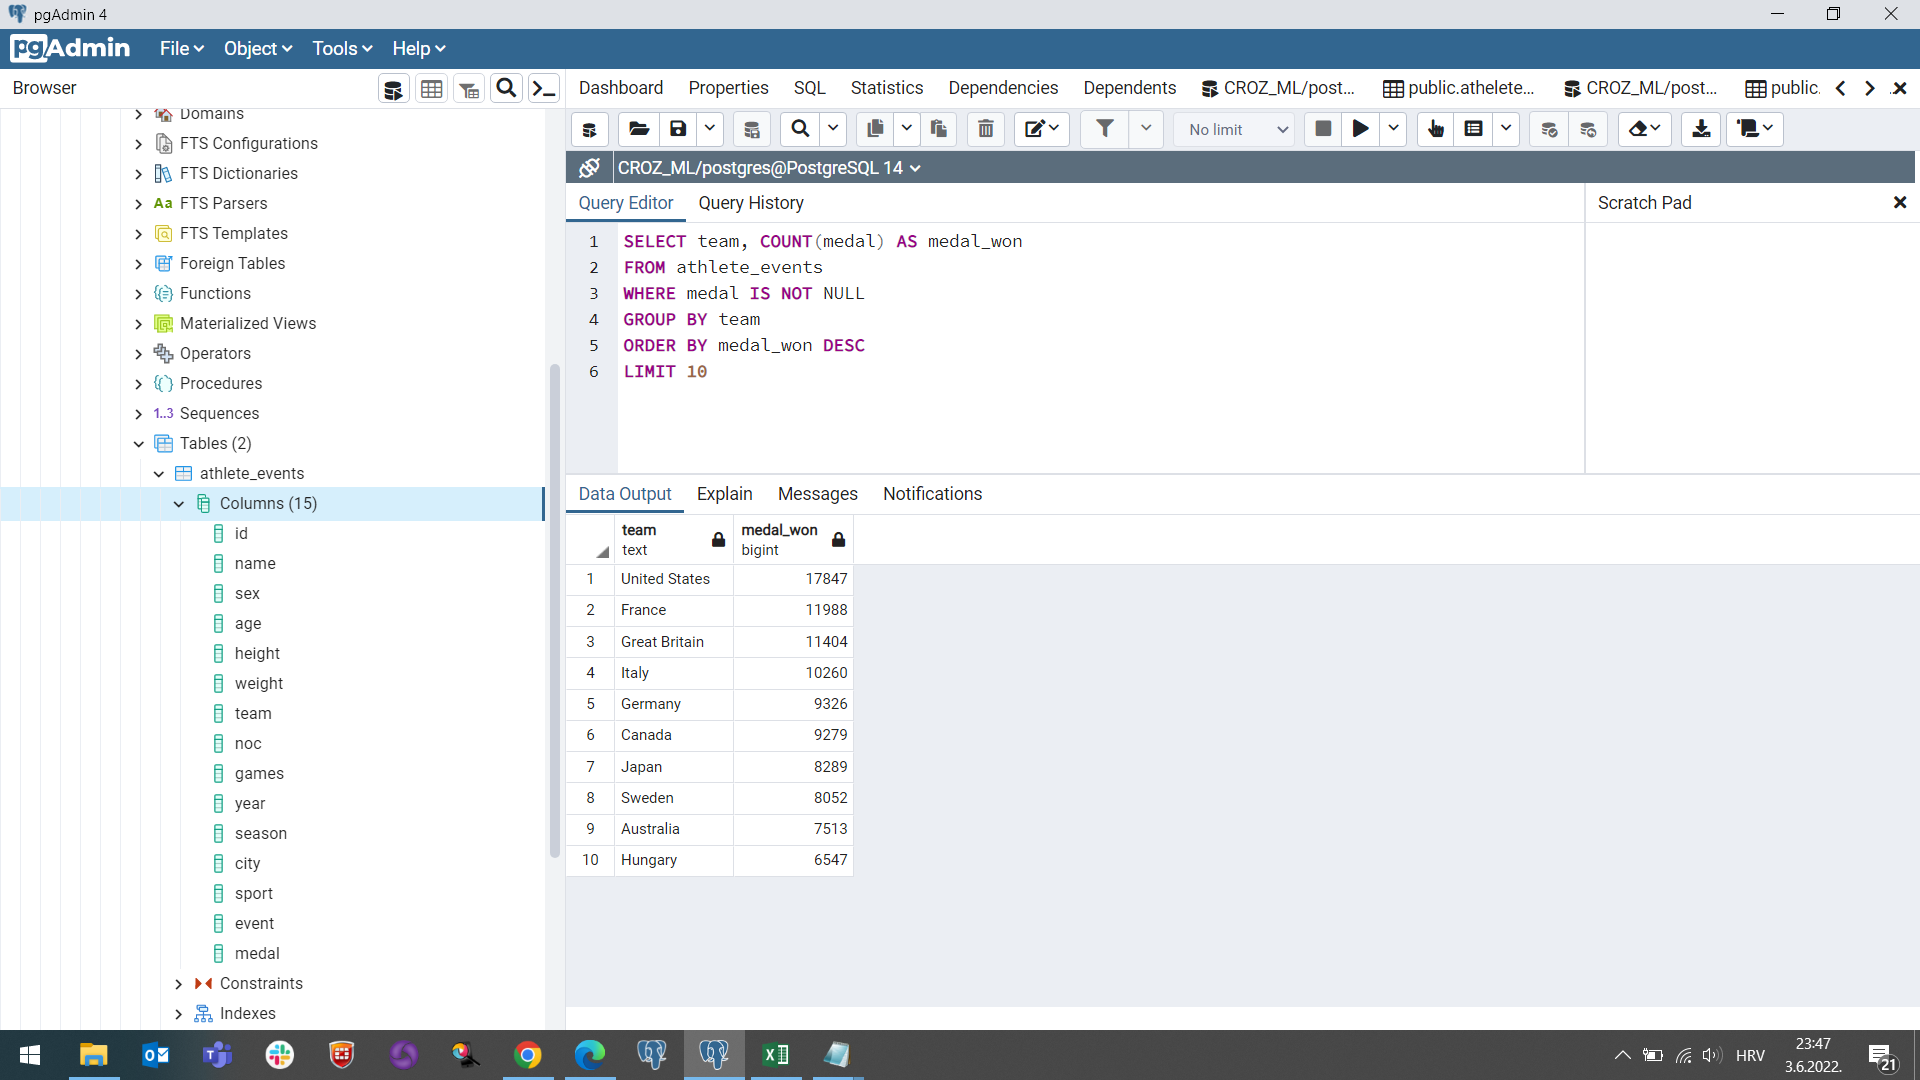 pgAdmin 4
pgAdmin File Object Tools Help
Browser
Dashboard Properties SQL Statistics Dependencies Dependents CROZ_ML/post... public.athelete... CROZ_ML/post... public.
No limit
CROZ_ML/postgres@PostgreSQL 14
Query Editor Query History
Scratch Pad
1 SELECT team, COUNT(medal) AS medal_won
2 FROM athlete_events
3 WHERE medal IS NOT NULL
4 GROUP BY team
5 ORDER BY medal_won DESC
6 LIMIT 10
Domains
FTS Configurations
FTS Dictionaries
Aa FTS Parsers
FTS Templates
Foreign Tables
Functions
Materialized Views
Operators
Procedures
1..3 Sequences
Tables (2)
athlete_events
Columns (15)
id
name
sex
age
height
weight
team
noc
games
year
season
city
sport
event
medal
Constraints
Indexes
Data Output Explain Messages Notifications
team text medal_won bigint
1 United States 17847
2 France 11988
3 Great Britain 11404
4 Italy 10260
5 Germany 9326
6 Canada 9279
7 Japan 8289
8 Sweden 8052
9 Australia 7513
10 Hungary 6547
HRV
23:47
3.6.2022.
21